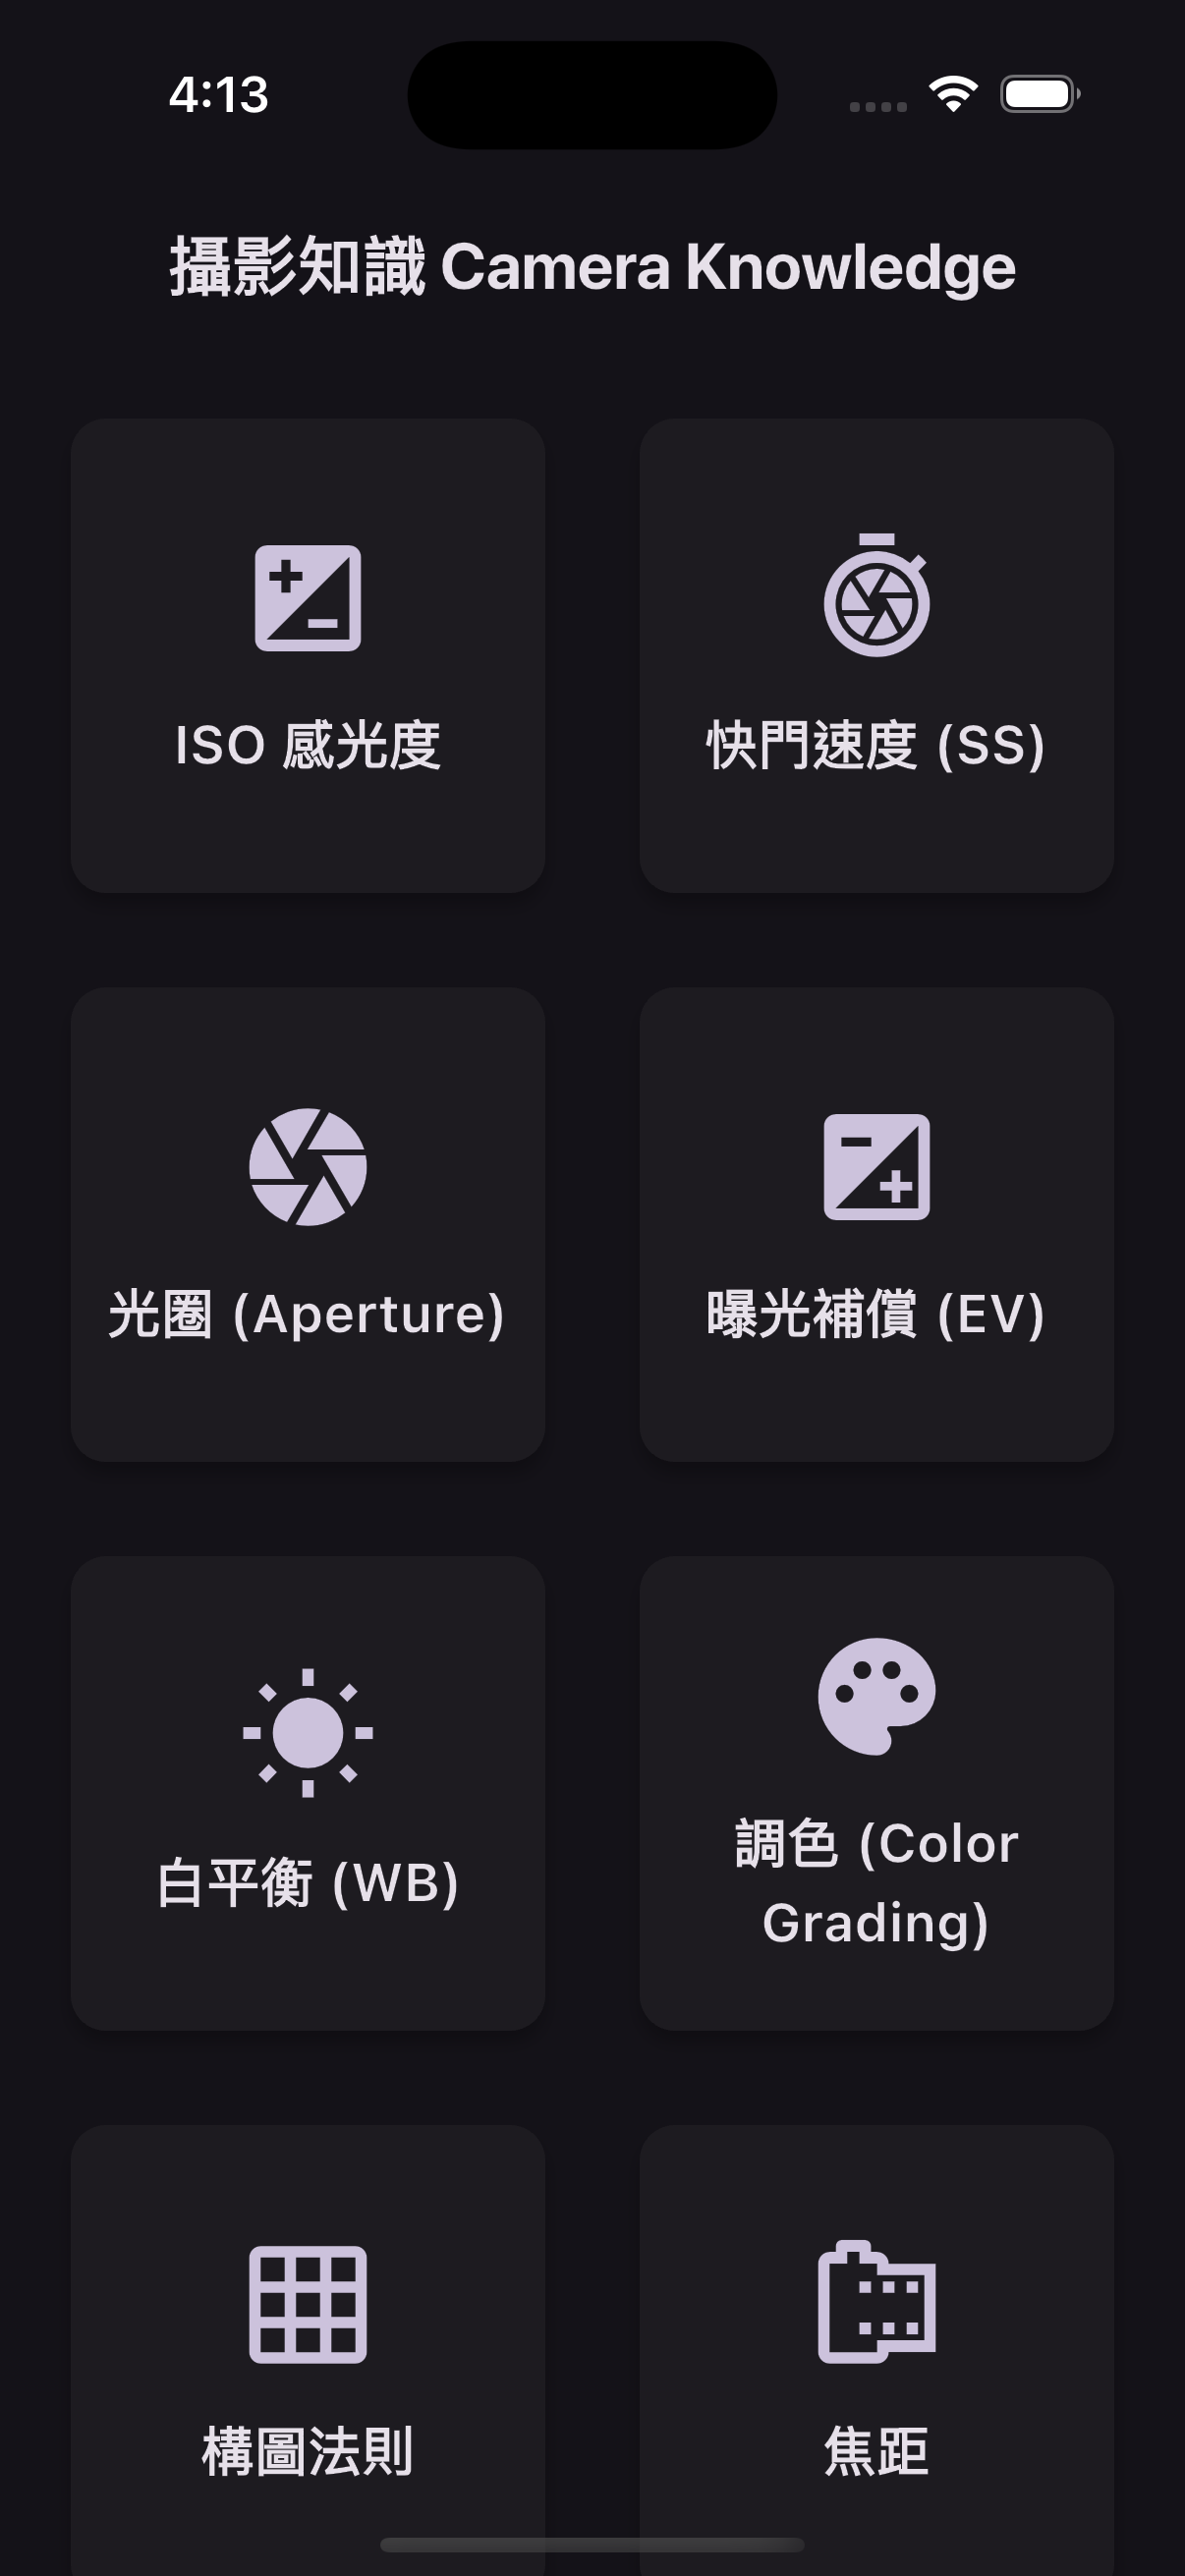 4:13
攝影知識 Camera Knowledge
ISO 感光度
快門速度 (SS)
光圈 (Aperture)
曝光補償 (EV)
白平衡 (WB)
調色 (Color
Grading)
構圖法則
焦距